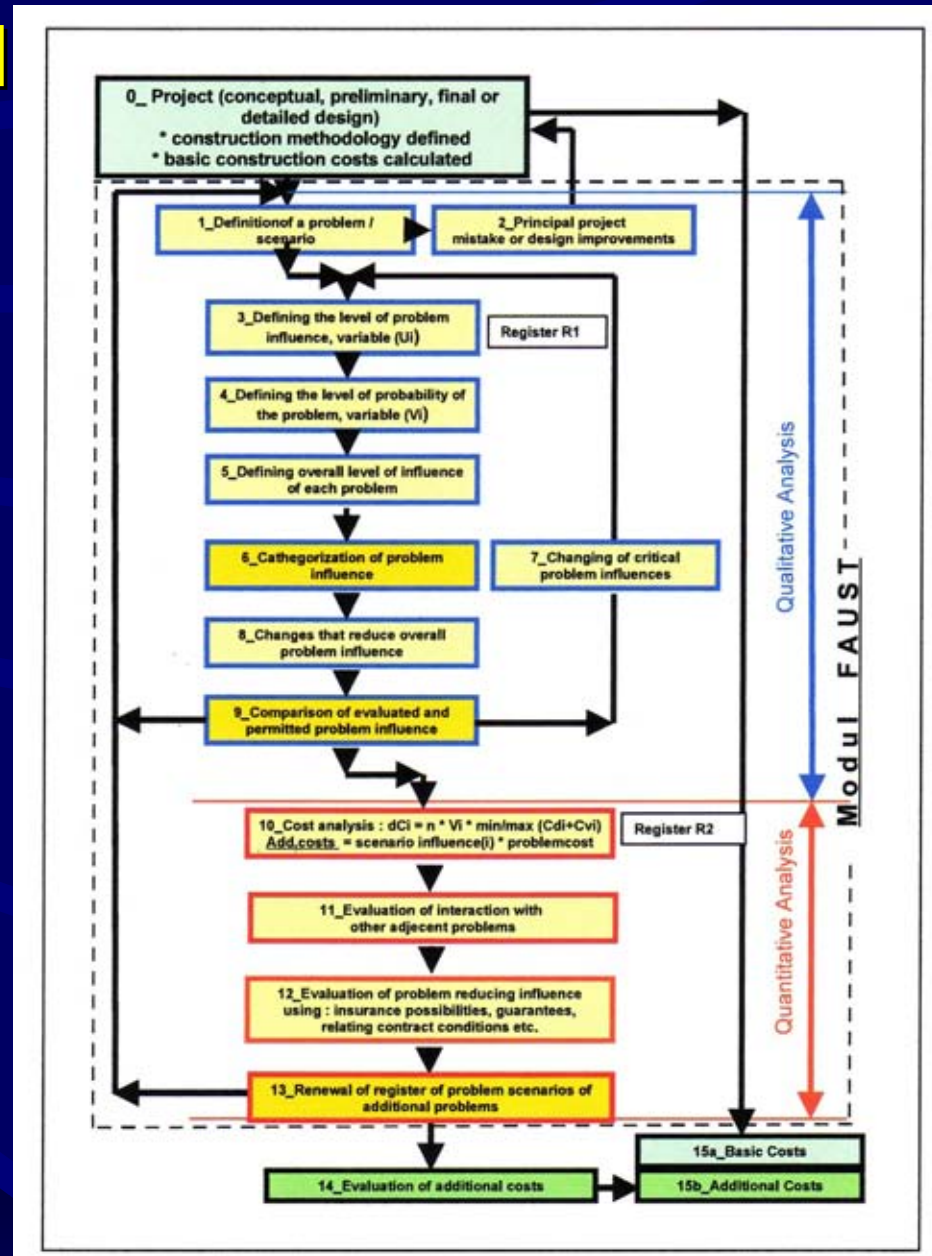 0_ Project (conceptual, preliminary, final or
detailed design)
* construction methodology defined
* basic construction costs calculated
1_Definitionof a problem /
scenario
2_Principal project
mistake or design improvements
3_Defining the level of problem
influence, variable (Ui)
Register R1
4_Defining the level of probability of
the problem, variable (Vi)
5_Defining overall level of influence
of each problem
6_Cathegorization of problem
influence
7_Changing of critical
problem influences
8_Changes that reduce overall
problem influence
9_Comparison of evaluated and
permitted problem influence
Qualitative Analysis
Modul FAUST
10_Cost analysis : dCi = n * Vi * min/max (Cdi+Cvi)
Add.costs = scenario influence(i) * problemcost
Register R2
11_Evaluation of interaction with
other adjacent problems
12_Evaluation of problem reducing influence
using : insurance possibilities, guarantees,
relating contract conditions etc.
13_Renewal of register of problem scenarios of
additional problems
Quantitative Analysis
15a_Basic Costs
14_Evaluation of additional costs
15b_Additional Costs